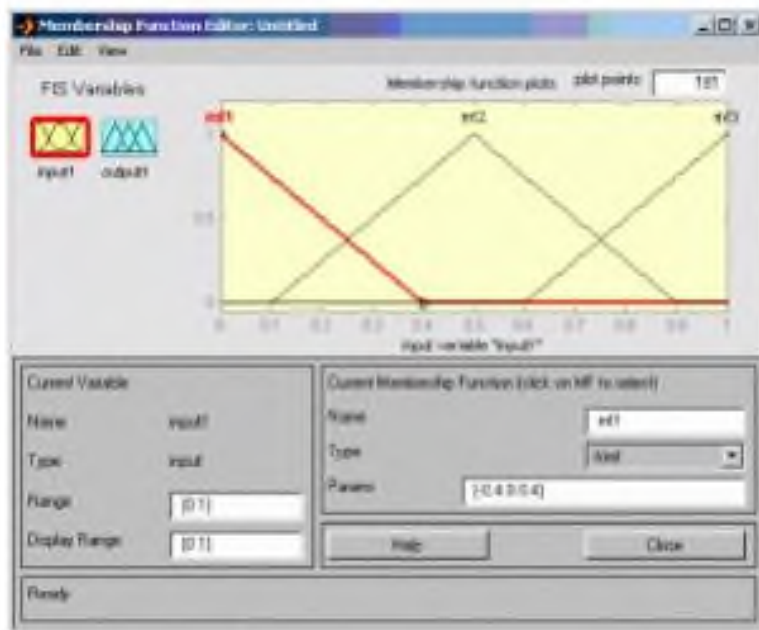 Membership Function Editor: Untitled
File Edit View
FIS Variables
Membership function plots plot points: 181
input1 output1
mf1 mf2 mf3
1
0.5
0
0 0.1 0.2 0.3 0.4 0.5 0.6 0.7 0.8 0.9 1
input variable "input1"
Current Variable
Name input1
Type input
Range [0 1]
Display Range [0 1]
Current Membership Function (click on MF to select)
Name mf1
Type trimf
Params [-0.4 0 0.4]
Help Close
Ready